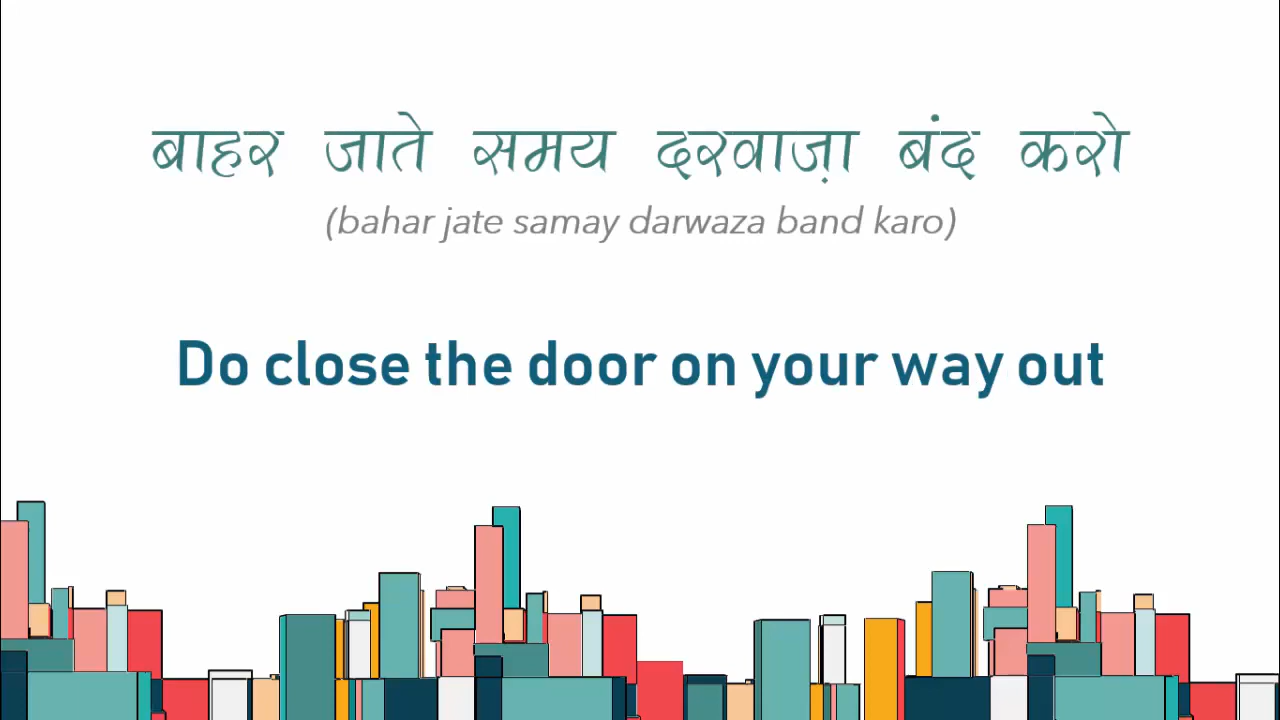 बाहर जाते समय दरवाज़ा बंद करो
(bahar jate samay darwaza band karo)
Do close the door on your way out